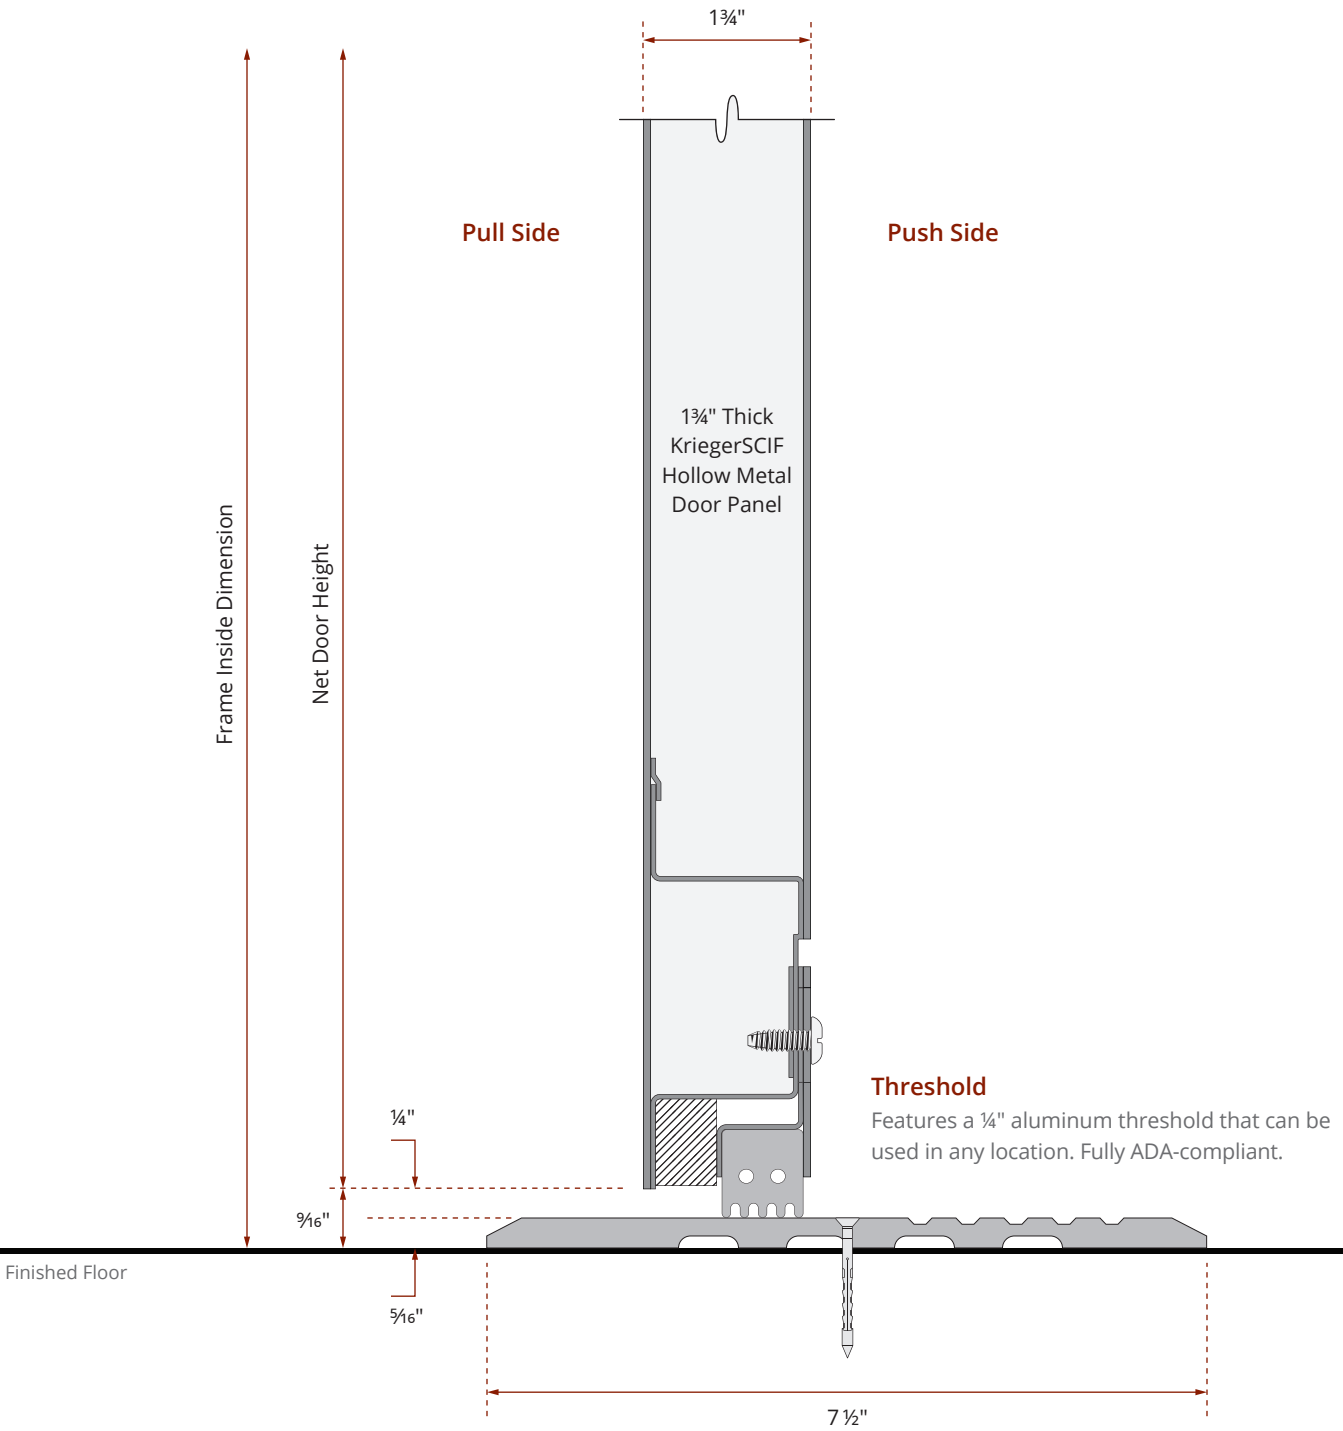 1¾"
Pull Side
Push Side
1¾" Thick
KriegerSCIF
Hollow Metal
Door Panel
Frame Inside Dimension
Net Door Height
Threshold
Features a ¼" aluminum threshold that can be
used in any location. Fully ADA-compliant.
¼"
9⁄16"
Finished Floor
5⁄16"
7 ½"